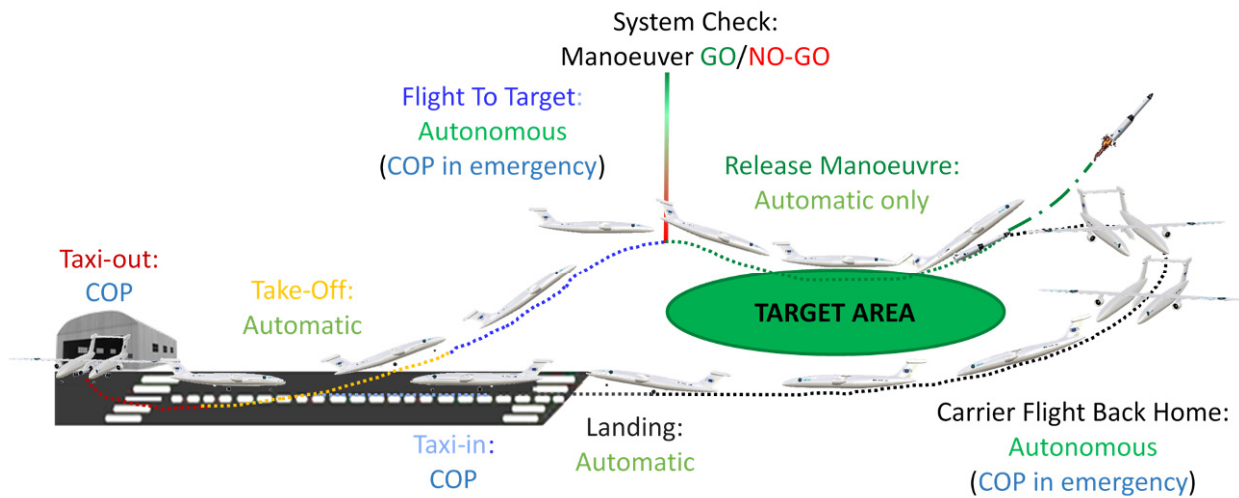 System Check:
Manoeuver GO/NO-GO
Flight To Target:
Autonomous
(COP in emergency)
Release Manoeuvre:
Automatic only
Taxi-out:
COP
Take-Off:
Automatic
TARGET AREA
Taxi-in:
COP
Landing:
Automatic
Carrier Flight Back Home:
Autonomous
(COP in emergency)